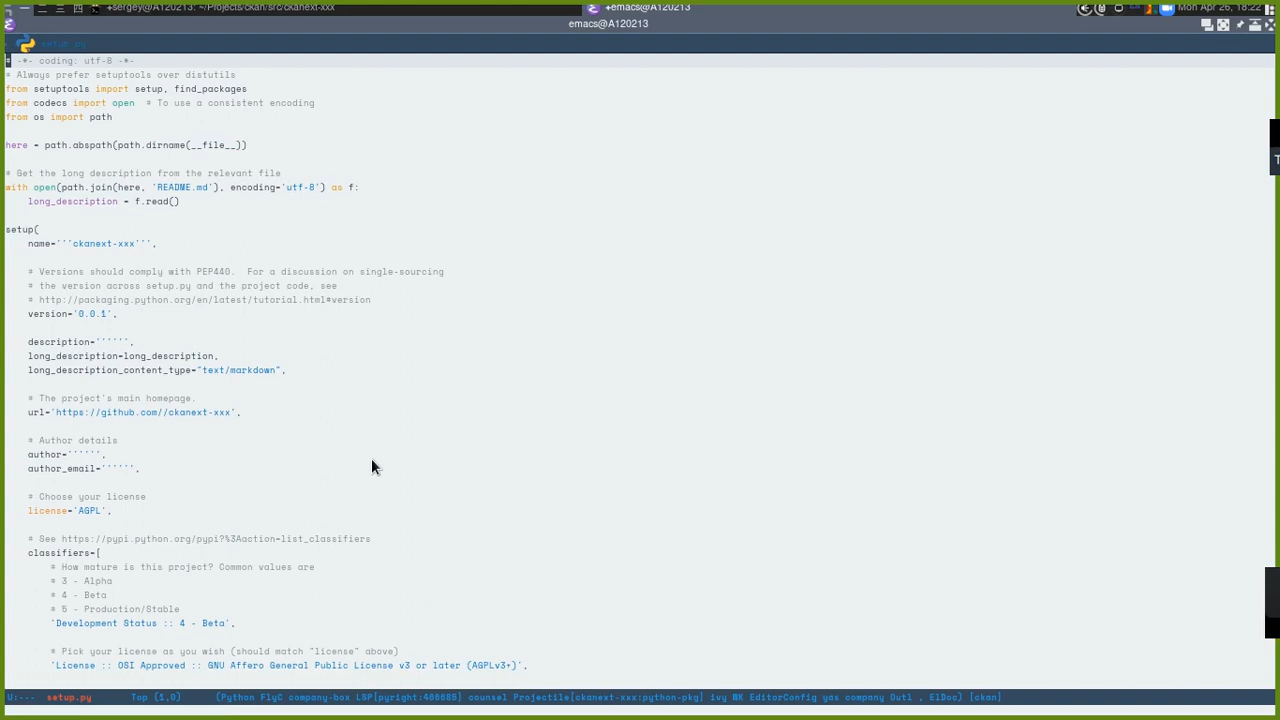 +sergey@A120213: ~/Projects/ckan/src/ckanext-xxx
+emacs@A120213
Mon Apr 26, 18:22
emacs@A120213
setup.py
# -*- coding: utf-8 -*-
# Always prefer setuptools over distutils
from setuptools import setup, find_packages
from codecs import open  # To use a consistent encoding
from os import path
here = path.abspath(path.dirname(__file__))
# Get the long description from the relevant file
with open(path.join(here, 'README.md'), encoding='utf-8') as f:
    long_description = f.read()
setup(
    name='''ckanext-xxx''',
    # Versions should comply with PEP440.  For a discussion on single-sourcing
    # the version across setup.py and the project code, see
    # http://packaging.python.org/en/latest/tutorial.html#version
    version='0.0.1',
    description='''''',
    long_description=long_description,
    long_description_content_type="text/markdown",
    # The project's main homepage.
    url='https://github.com//ckanext-xxx',
    # Author details
    author='''''',
    author_email='''''',
    # Choose your license
    license='AGPL',
    # See https://pypi.python.org/pypi?%3Aaction=list_classifiers
    classifiers=[
        # How mature is this project? Common values are
        # 3 - Alpha
        # 4 - Beta
        # 5 - Production/Stable
        'Development Status :: 4 - Beta',
        # Pick your license as you wish (should match "license" above)
        'License :: OSI Approved :: GNU Affero General Public License v3 or later (AGPLv3+)',
U:--- setup.py Top (1,0) (Python FlyC company-box LSP[pyright:466685] counsel Projectile[ckanext-xxx:python-pkg] ivy WK EditorConfig yas company Outl , ElDoc) [ckan]